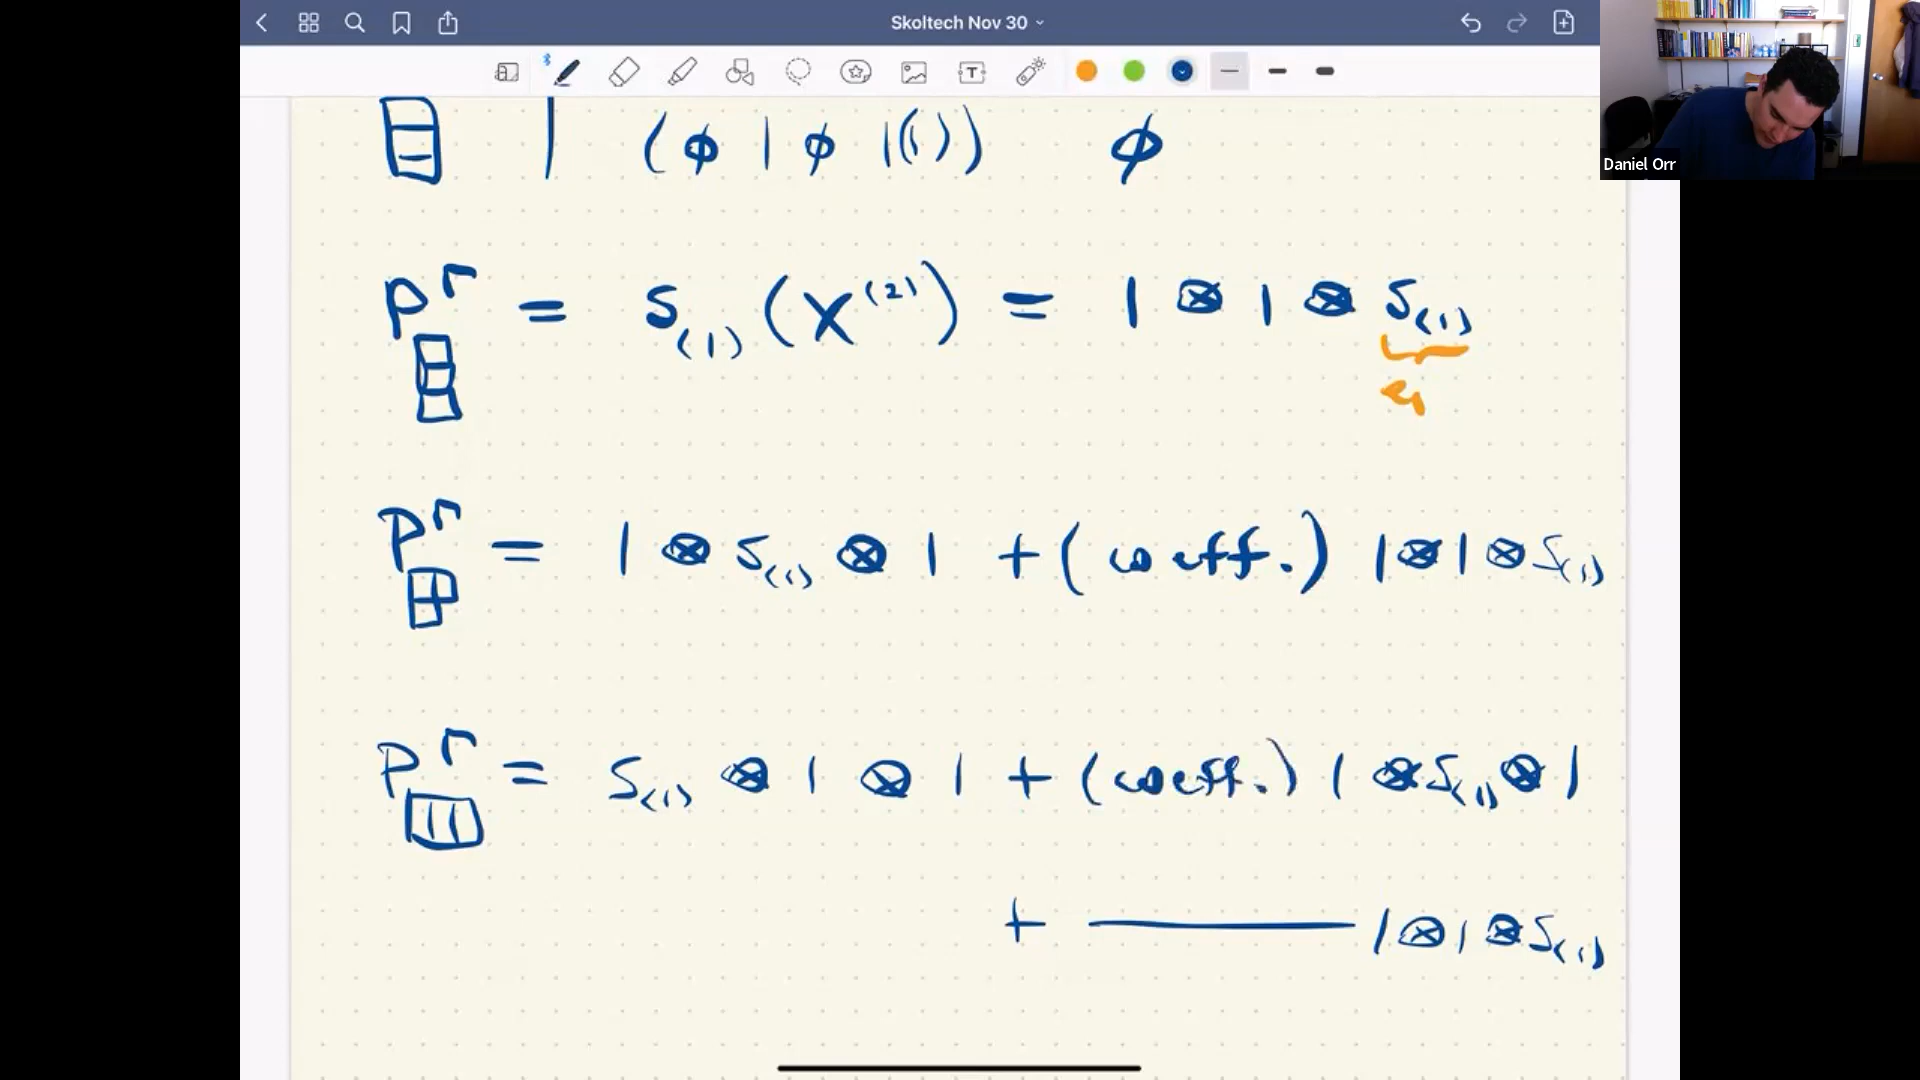 Skoltech Nov 30
Daniel Orr
| (ϕ | ϕ |(1)) ϕ
P^Γ = s_(1) (X^(2)) = 1 ⊗ 1 ⊗ s_(1)
e_1
P^Γ = 1 ⊗ s_(1) ⊗ 1 + (coeff.) 1 ⊗ 1 ⊗ s_(1)
P^Γ = s_(1) ⊗ 1 ⊗ 1 + (coeff.) 1 ⊗ s_(1) ⊗ 1
+ ——— 1 ⊗ 1 ⊗ s_(1)